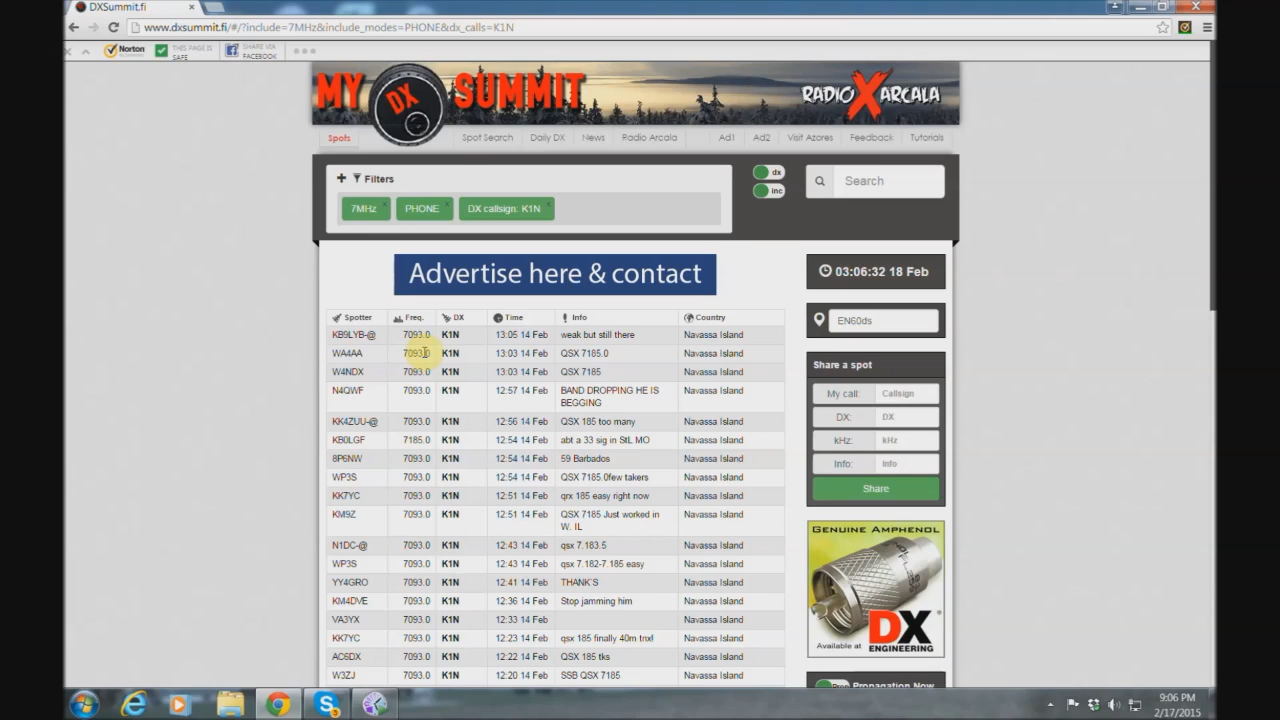 DXSummit.fi
www.dxsummit.fi/#/?include=7MHz&include_modes=PHONE&dx_calls=K1N
Norton
THIS PAGE IS SAFE
SHARE VIA FACEBOOK
MY DX SUMMIT
RADIO X ARCALA
Spots Spot Search Daily DX News Radio Arcala Ad1 Ad2 Visit Azores Feedback Tutorials
+ Filters
dx
inc
Search
7MHz PHONE DX callsign: K1N
Advertise here & contact
03:06:32 18 Feb
EN60ds
Spotter Freq. DX Time Info Country
KB9LYB-@ 7093.0 K1N 13:05 14 Feb weak but still there Navassa Island
WA4AA 7093.0 K1N 13:03 14 Feb QSX 7185.0 Navassa Island
W4NDX 7093.0 K1N 13:03 14 Feb QSX 7185 Navassa Island
N4QWF 7093.0 K1N 12:57 14 Feb BAND DROPPING HE IS BEGGING Navassa Island
KK4ZUU-@ 7093.0 K1N 12:56 14 Feb QSX 185 too many Navassa Island
KB0LGF 7185.0 K1N 12:54 14 Feb abt a 33 sig in StL MO Navassa Island
8P6NW 7093.0 K1N 12:54 14 Feb 59 Barbados Navassa Island
WP3S 7093.0 K1N 12:54 14 Feb QSX 7185.0few takers Navassa Island
KK7YC 7093.0 K1N 12:51 14 Feb qrx 185 easy right now Navassa Island
KM9Z 7093.0 K1N 12:51 14 Feb QSX 7185 Just worked in W. IL Navassa Island
N1DC-@ 7093.0 K1N 12:43 14 Feb qsx 7.183.5 Navassa Island
WP3S 7093.0 K1N 12:43 14 Feb qsx 7.182-7.185 easy Navassa Island
YY4GRO 7093.0 K1N 12:41 14 Feb THANK'S Navassa Island
KM4DVE 7093.0 K1N 12:36 14 Feb Stop jamming him Navassa Island
VA3YX 7093.0 K1N 12:33 14 Feb Navassa Island
KK7YC 7093.0 K1N 12:23 14 Feb qsx 185 finally 40m tnx! Navassa Island
AC6DX 7093.0 K1N 12:22 14 Feb QSX 185 tks Navassa Island
W3ZJ 7093.0 K1N 12:20 14 Feb SSB QSX 7185 Navassa Island
Share a spot
My call: Callsign
DX: DX
kHz: kHz
Info: Info
Share
GENUINE AMPHENOL
Available at DX ENGINEERING
Propagation Now
9:06 PM
2/17/2015